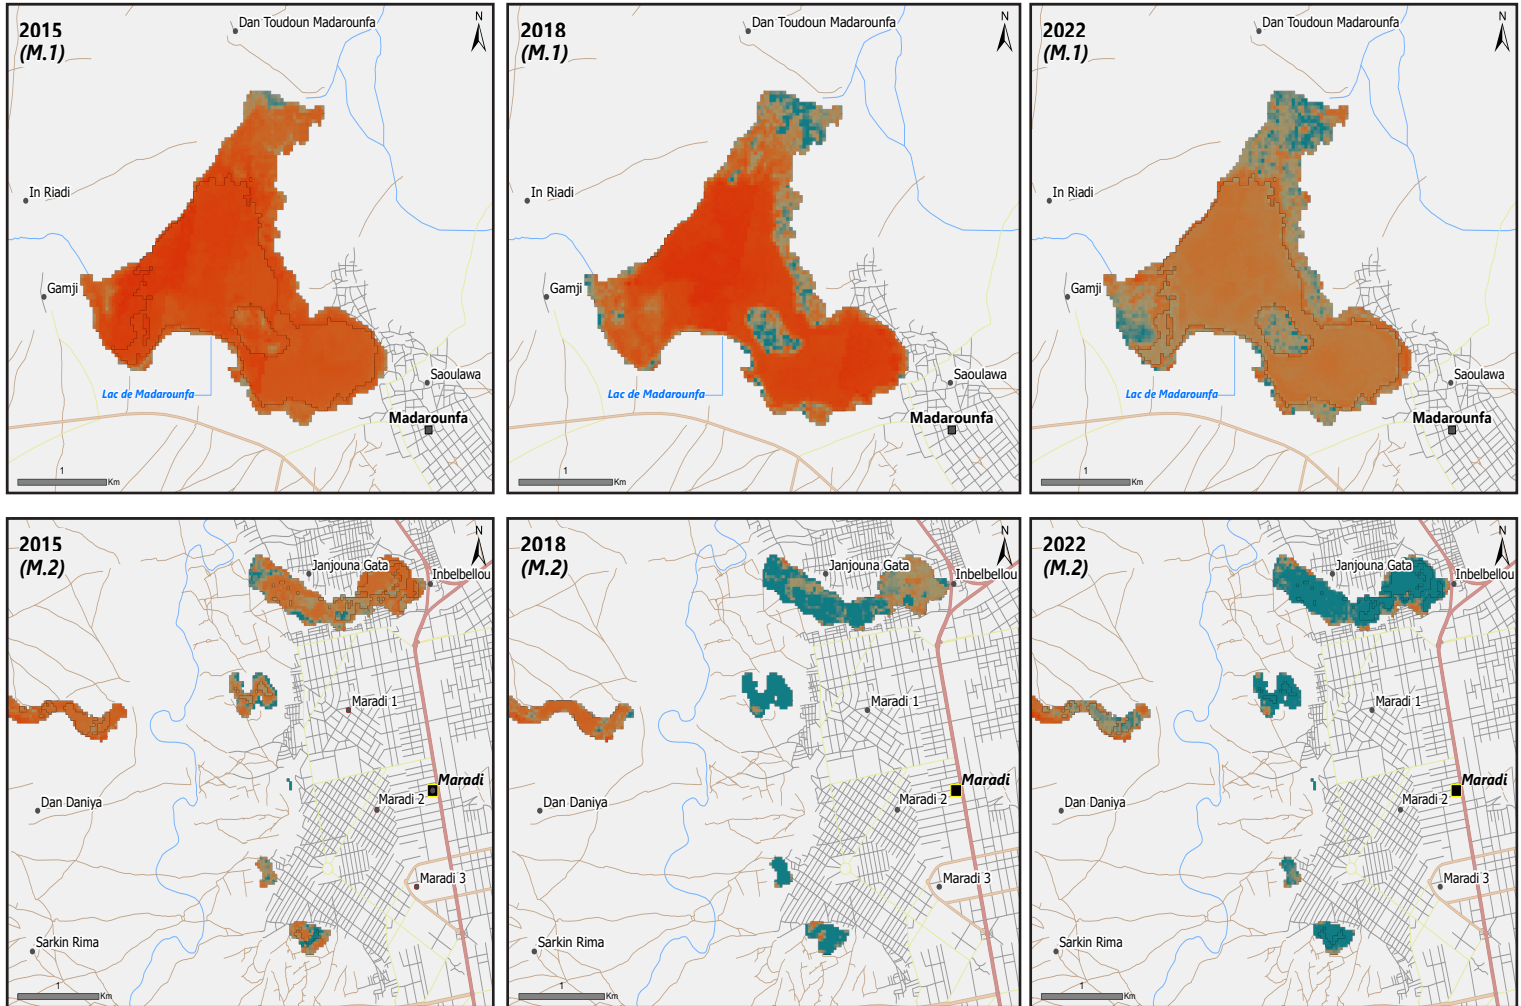 2015
(M.1)
Dan Toudoun Madarounfa
N
In Riadi
Gamji
Lac de Madarounfa
Saoulawa
Madarounfa
1
Km
2018
(M.1)
Dan Toudoun Madarounfa
N
In Riadi
Gamji
Lac de Madarounfa
Saoulawa
Madarounfa
1
Km
2022
(M.1)
Dan Toudoun Madarounfa
N
In Riadi
Gamji
Lac de Madarounfa
Saoulawa
Madarounfa
1
Km
2015
(M.2)
N
Janjouna Gata
Inbelbellou
Maradi 1
Maradi
Maradi 2
Dan Daniya
Maradi 3
Sarkin Rima
1
Km
2018
(M.2)
N
Janjouna Gata
Inbelbellou
Maradi 1
Maradi
Maradi 2
Dan Daniya
Maradi 3
Sarkin Rima
1
Km
2022
(M.2)
N
Janjouna Gata
Inbelbellou
Maradi 1
Maradi
Maradi 2
Dan Daniya
Maradi 3
Sarkin Rima
1
Km